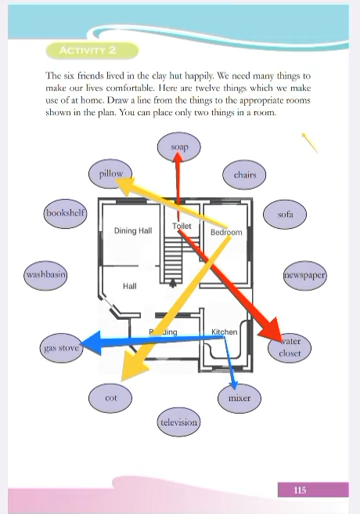 ACTIVITY 2
The six friends lived in the clay hut happily. We need many things to
make our lives comfortable. Here are twelve things which we make
use of at home. Draw a line from the things to the appropriate rooms
shown in the plan. You can place only two things in a room.
soap
pillow
chairs
bookshelf
sofa
Dining Hall
Toilet
Bedroom
washbasin
Hall
newspaper
Kitchen
gas stove
water
closet
cot
mixer
television
115